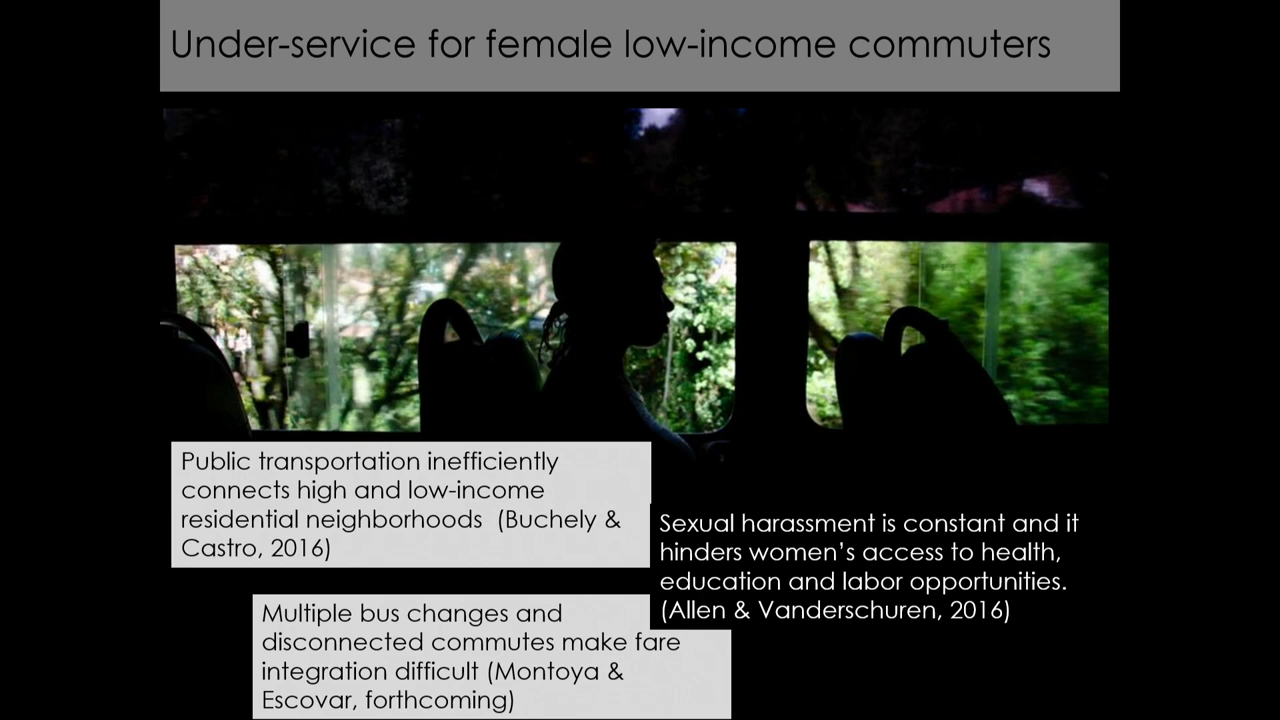 Under-service for female low-income commuters
Public transportation inefficiently
connects high and low-income
residential neighborhoods  (Buchely &
Castro, 2016)
Sexual harassment is constant and it
hinders women’s access to health,
education and labor opportunities.
(Allen & Vanderschuren, 2016)
Multiple bus changes and
disconnected commutes make fare
integration difficult (Montoya &
Escovar, forthcoming)